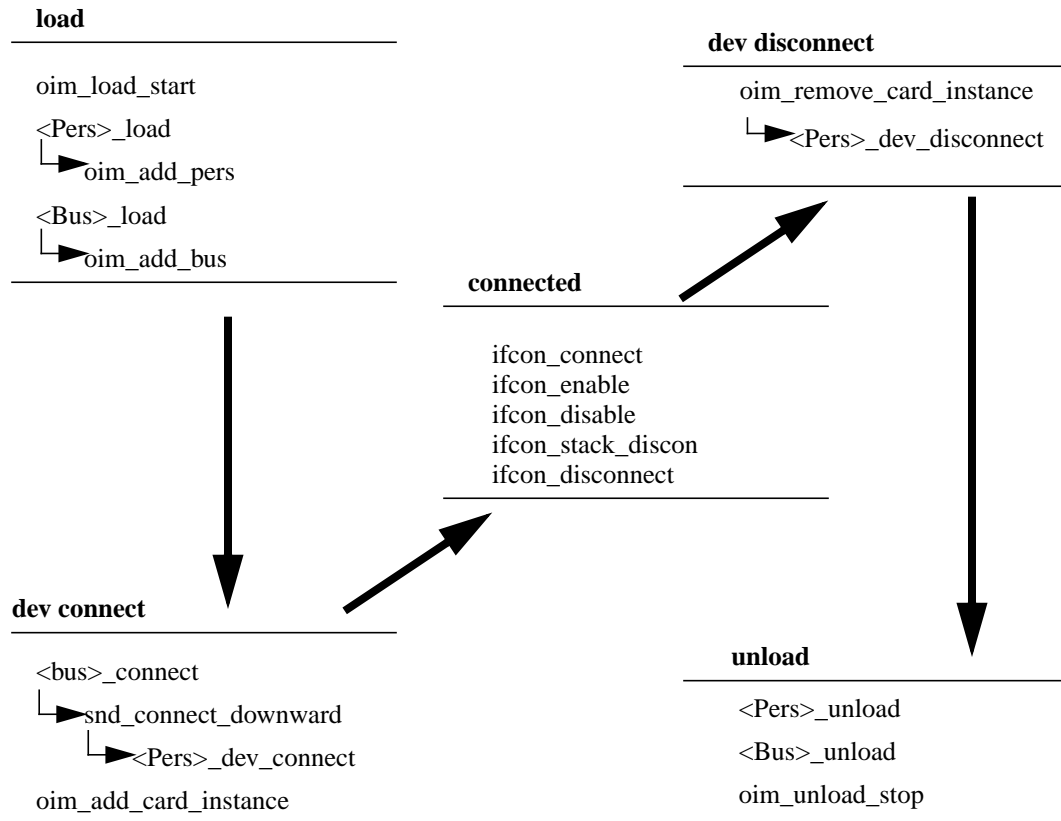 load
oim_load_start
<Pers>_load
oim_add_pers
<Bus>_load
oim_add_bus
dev connect
<bus>_connect
snd_connect_downward
<Pers>_dev_connect
oim_add_card_instance
connected
ifcon_connect
ifcon_enable
ifcon_disable
ifcon_stack_discon
ifcon_disconnect
dev disconnect
oim_remove_card_instance
<Pers>_dev_disconnect
unload
<Pers>_unload
<Bus>_unload
oim_unload_stop